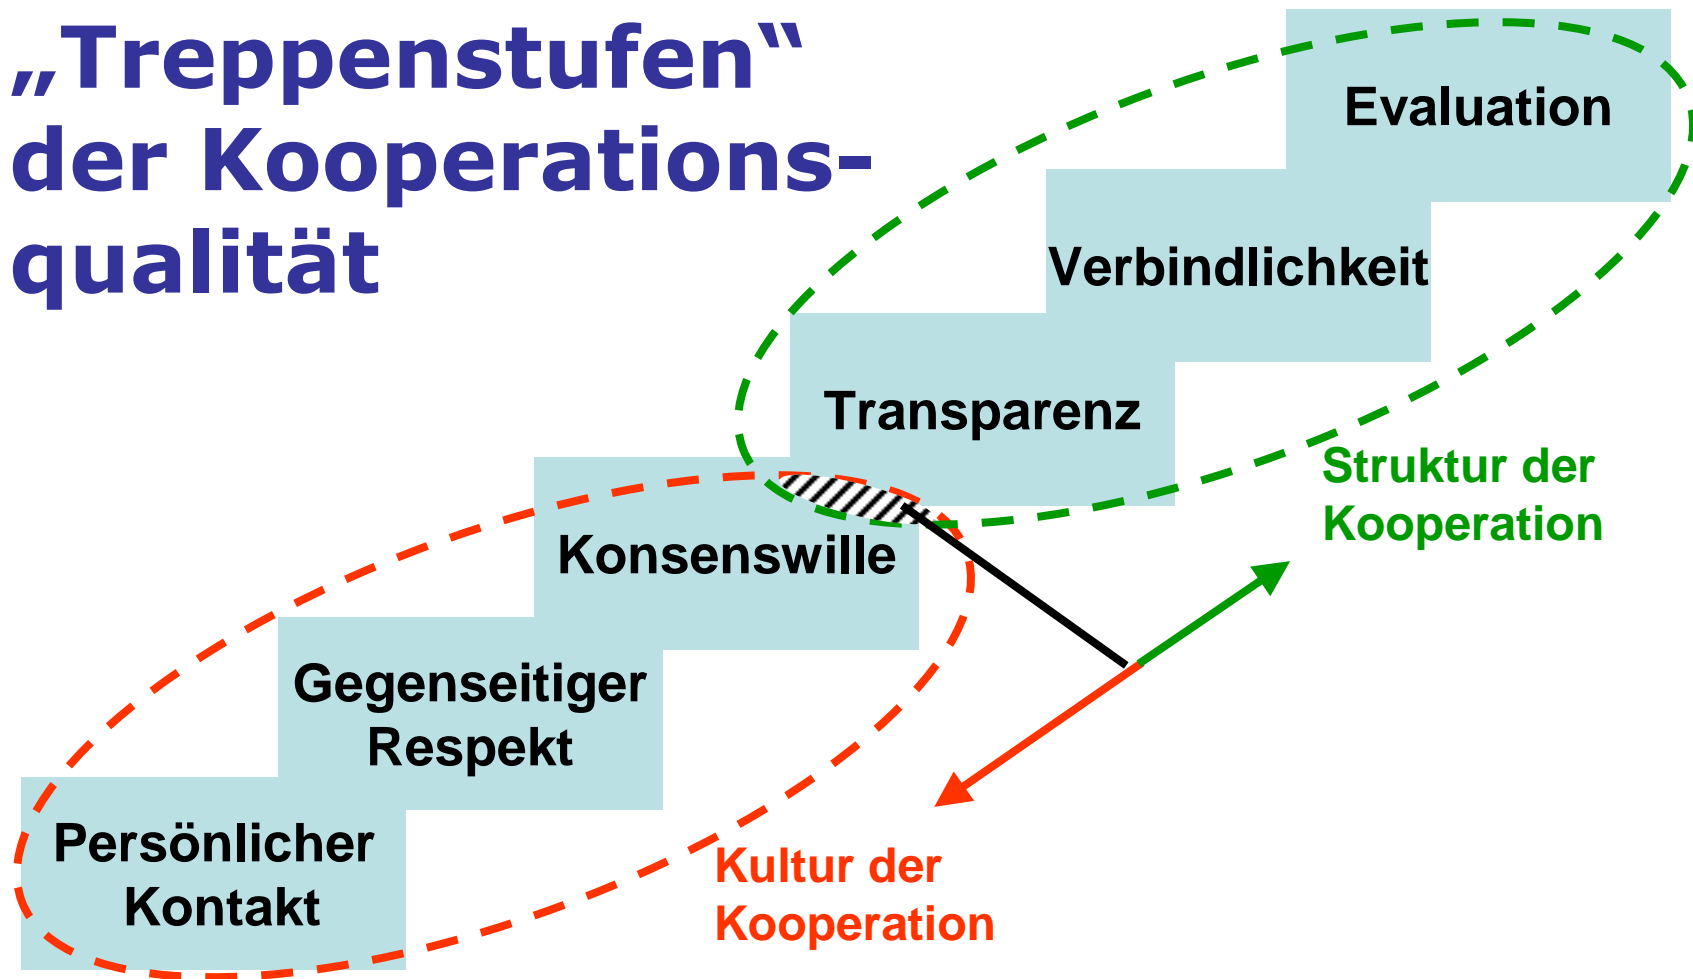 „Treppenstufen“
der Kooperations-
qualität
Evaluation
Verbindlichkeit
Transparenz
Struktur der
Kooperation
Konsenswille
Gegenseitiger
Respekt
Persönlicher
Kontakt
Kultur der
Kooperation